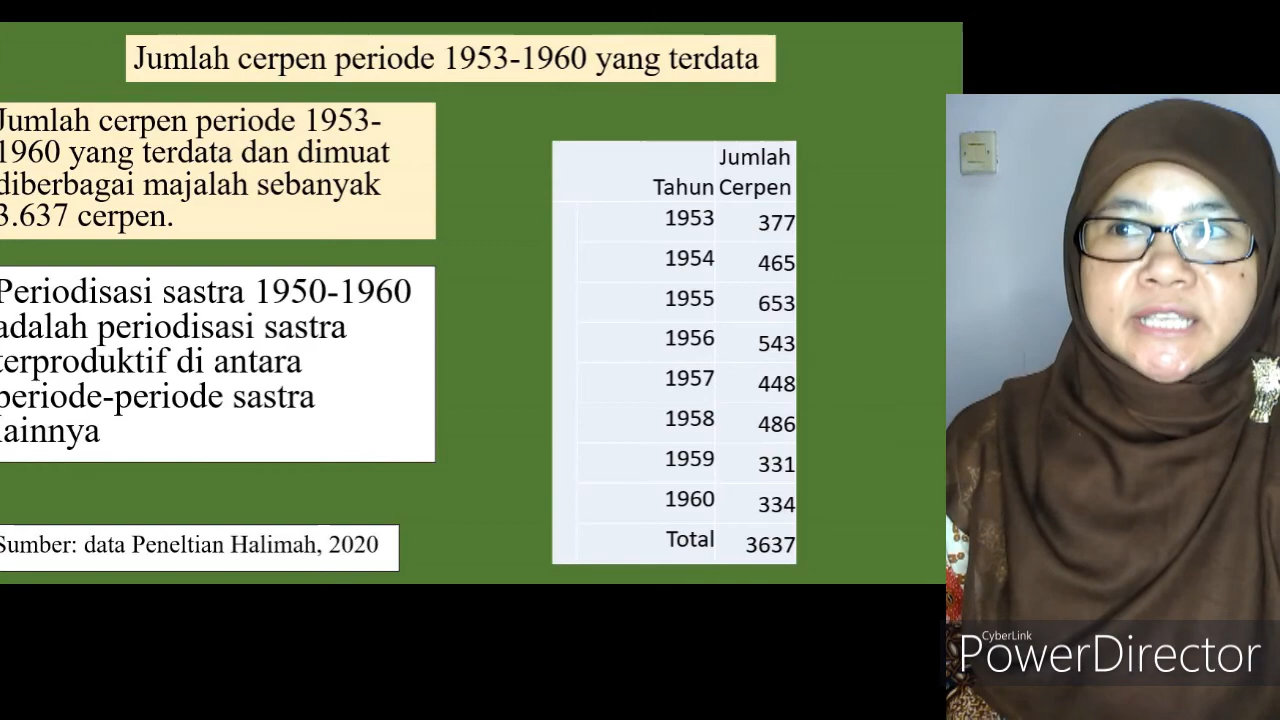 Jumlah cerpen periode 1953-1960 yang terdata
Jumlah cerpen periode 1953-
1960 yang terdata dan dimuat
diberbagai majalah sebanyak
3.637 cerpen.
Periodisasi sastra 1950-1960
adalah periodisasi sastra
terproduktif di antara
periode-periode sastra
lainnya
Sumber: data Peneltian Halimah, 2020
Jumlah
Tahun Cerpen
1953 377
1954 465
1955 653
1956 543
1957 448
1958 486
1959 331
1960 334
Total 3637
CyberLink
PowerDirector